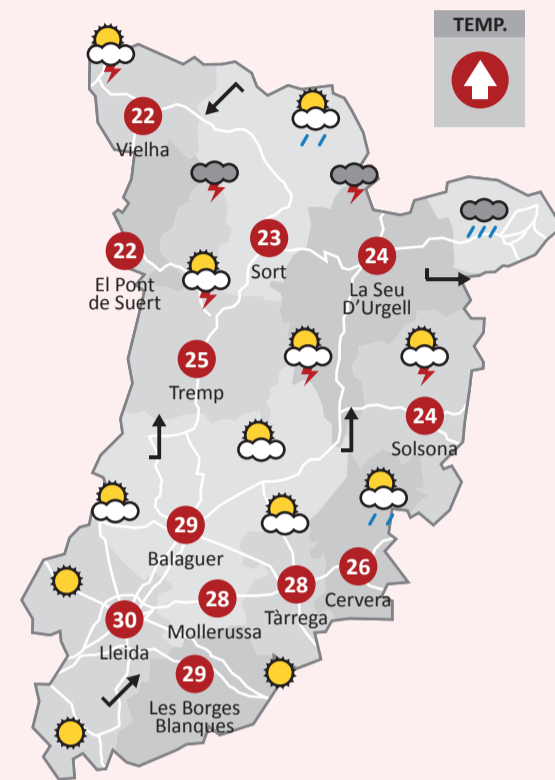 TEMP.
22
Vielha
22
El Pont
de Suert
23
Sort
24
La Seu
D'Urgell
25
Tremp
24
Solsona
29
Balaguer
26
Cervera
28
Tàrrega
28
Mollerussa
30
Lleida
29
Les Borges
Blanques